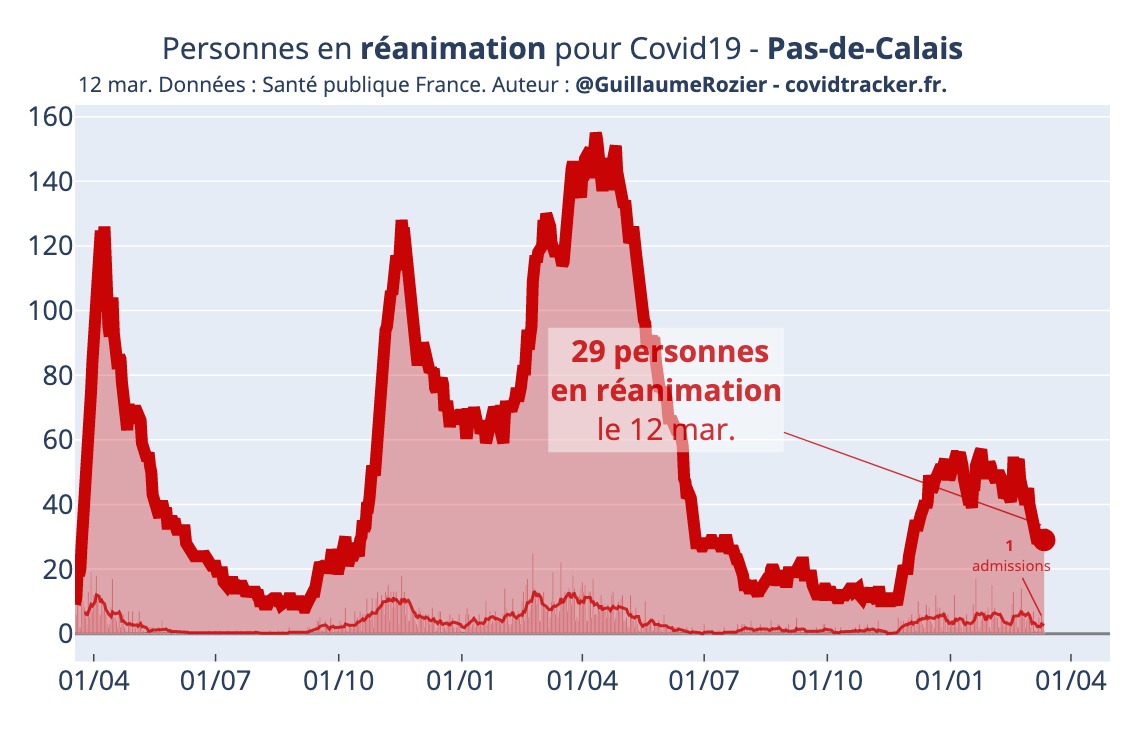 Personnes en réanimation pour Covid19 - Pas-de-Calais
12 mar. Données : Santé publique France. Auteur : @GuillaumeRozier - covidtracker.fr.
160
140
120
100
80
60
40
20
0
29 personnes
en réanimation
le 12 mar.
1
admissions
01/04 01/07 01/10 01/01 01/04 01/07 01/10 01/01 01/04